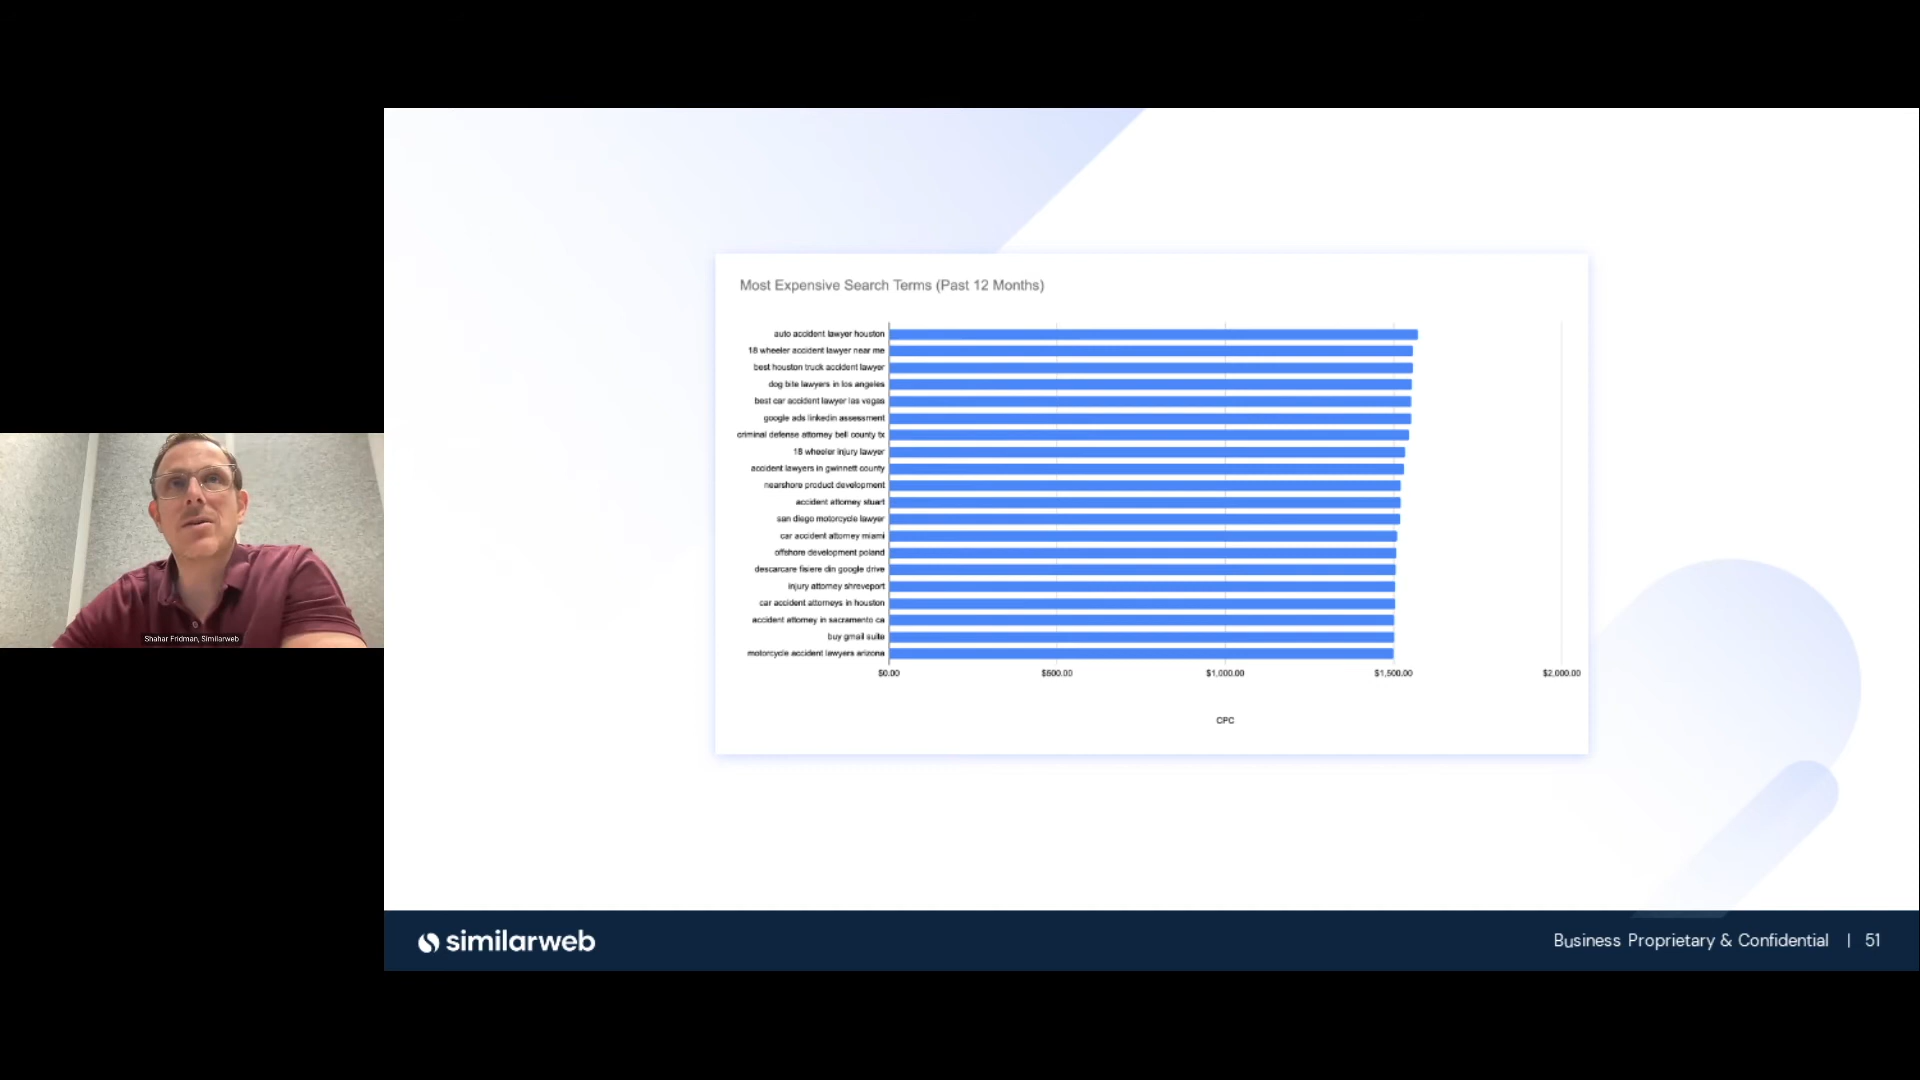 Most Expensive Search Terms (Past 12 Months)
auto accident lawyer houston
18 wheeler accident lawyer near me
best houston truck accident lawyer
dog bite lawyers in los angeles
best car accident lawyer las vegas
google ads linkedin assessment
criminal defense attorney bell county tx
18 wheeler injury lawyer
accident lawyers in gwinnett county
nearshore product development
accident attorney stuart
san diego motorcycle lawyer
car accident attorney miami
offshore development poland
descarcare fisiere din google drive
injury attorney shreveport
car accident attorneys in houston
accident attorney in sacramento ca
buy gmail suite
motorcycle accident lawyers arizona
$0.00 $500.00 $1,000.00 $1,500.00 $2,000.00
CPC
Shahar Fridman, Similarweb
similarweb
Business Proprietary & Confidential | 51